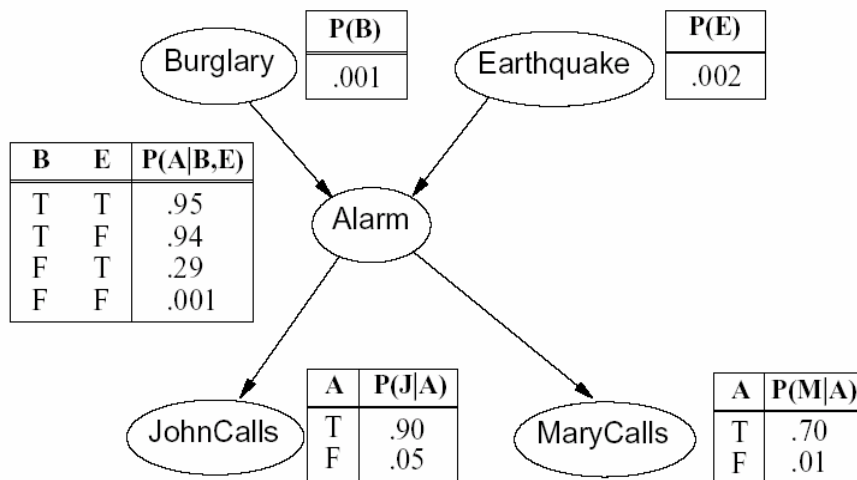 Burglary
P(B)
.001
Earthquake
P(E)
.002
B E P(A|B,E)
T T .95
T F .94
F T .29
F F .001
Alarm
JohnCalls
A P(J|A)
T .90
F .05
MaryCalls
A P(M|A)
T .70
F .01